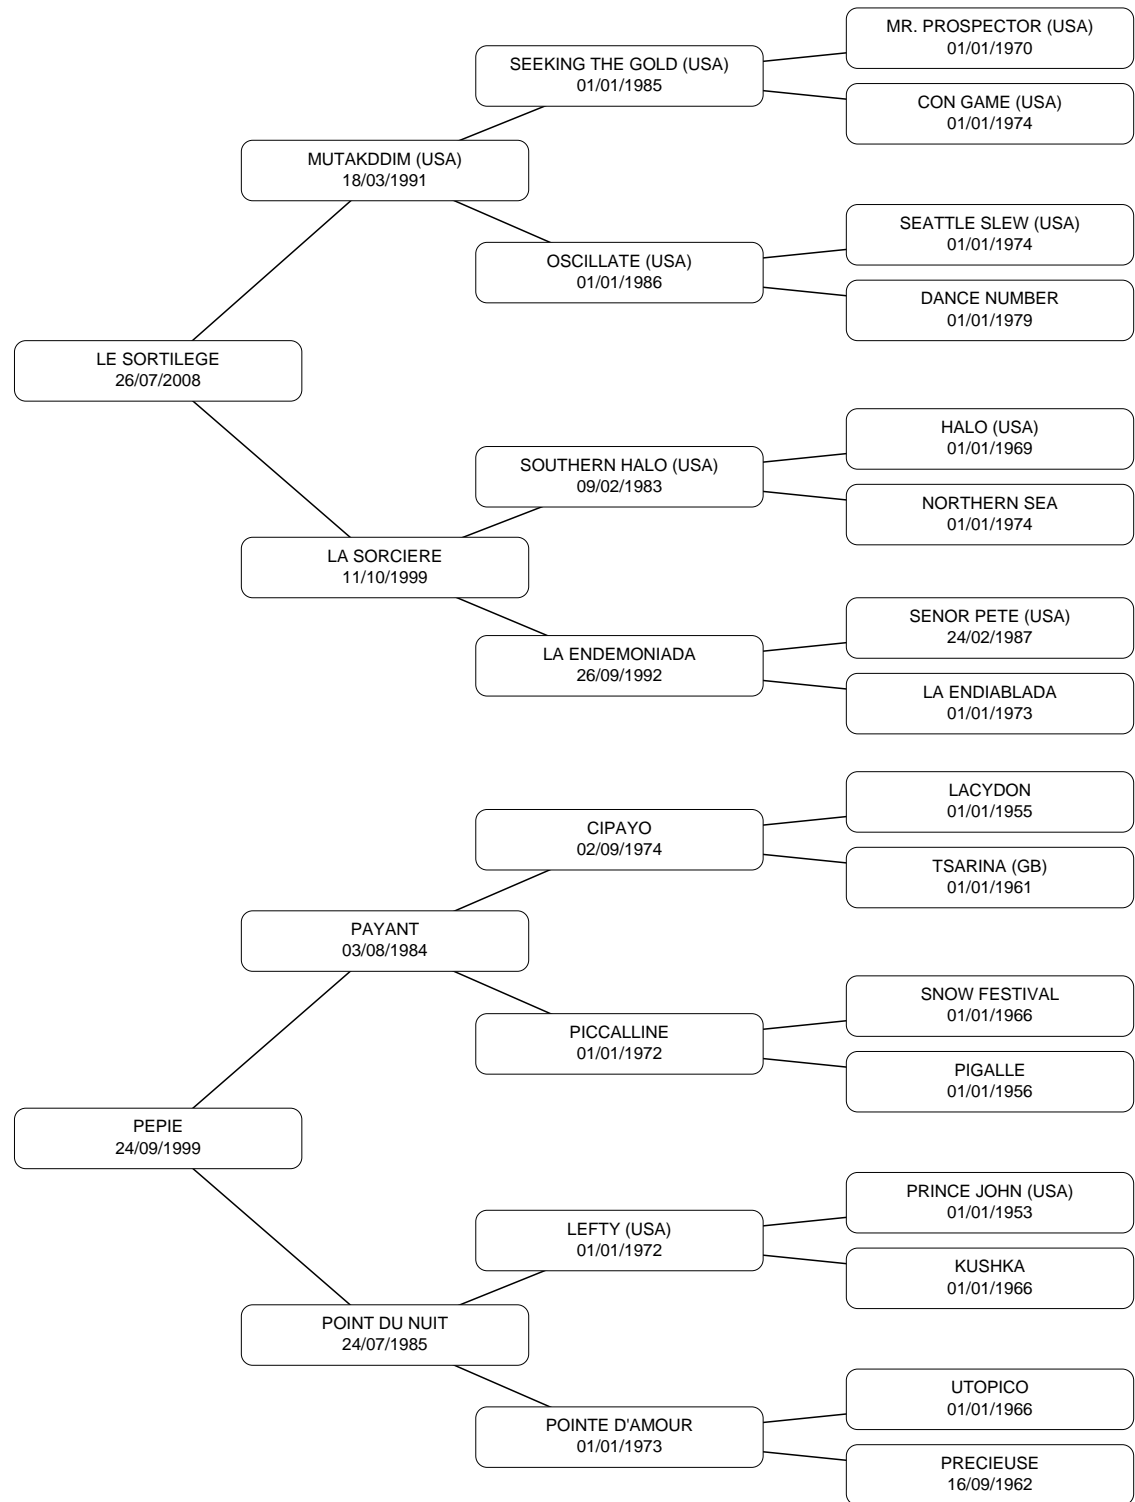 MR. PROSPECTOR (USA)
01/01/1970
SEEKING THE GOLD (USA)
01/01/1985
CON GAME (USA)
01/01/1974
MUTAKDDIM (USA)
18/03/1991
SEATTLE SLEW (USA)
01/01/1974
OSCILLATE (USA)
01/01/1986
DANCE NUMBER
01/01/1979
LE SORTILEGE
26/07/2008
HALO (USA)
01/01/1969
SOUTHERN HALO (USA)
09/02/1983
NORTHERN SEA
01/01/1974
LA SORCIERE
11/10/1999
SENOR PETE (USA)
24/02/1987
LA ENDEMONIADA
26/09/1992
LA ENDIABLADA
01/01/1973
LACYDON
01/01/1955
CIPAYO
02/09/1974
TSARINA (GB)
01/01/1961
PAYANT
03/08/1984
SNOW FESTIVAL
01/01/1966
PICCALLINE
01/01/1972
PIGALLE
01/01/1956
PEPIE
24/09/1999
PRINCE JOHN (USA)
01/01/1953
LEFTY (USA)
01/01/1972
KUSHKA
01/01/1966
POINT DU NUIT
24/07/1985
UTOPICO
01/01/1966
POINTE D'AMOUR
01/01/1973
PRECIEUSE
16/09/1962